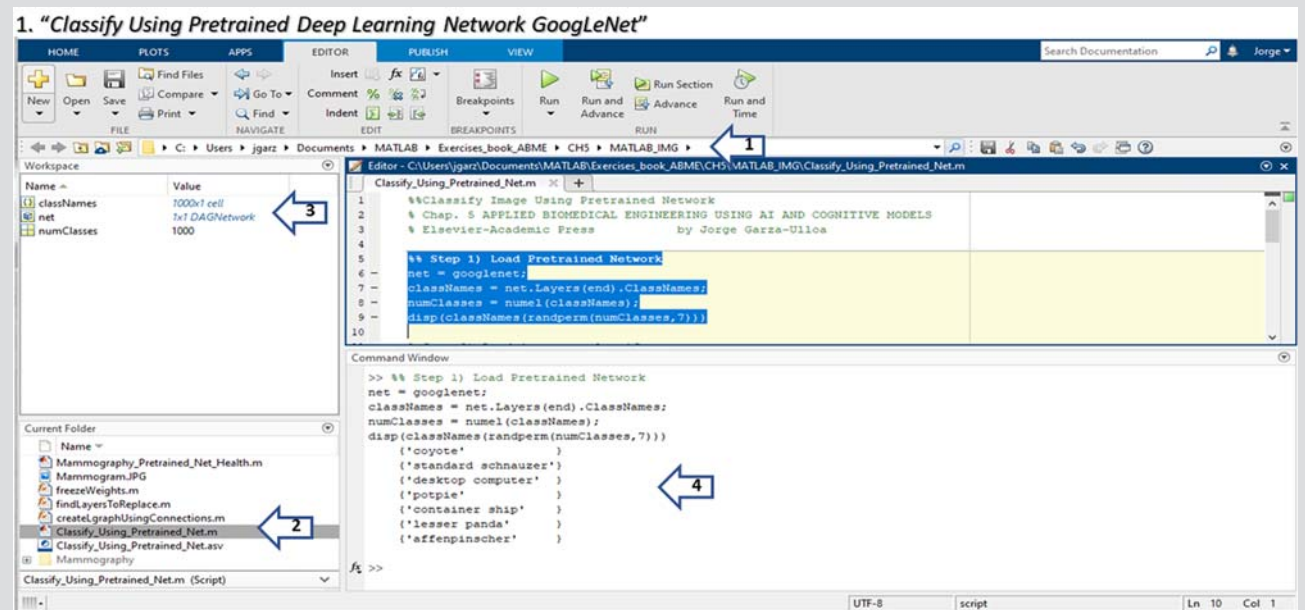 1. “Classify Using Pretrained Deep Learning Network GoogLeNet”
HOME PLOTS APPS EDITOR PUBLISH VIEW Search Documentation Jorge
New Open Save Find Files Compare Print
FILE
Go To Find
NAVIGATE
Insert fx
Comment %
Indent
EDIT
Breakpoints
BREAKPOINTS
Run Run and Advance Run Section Advance Run and Time
RUN
C: Users jgarz Documents MATLAB Exercises_book_ABME CH5 MATLAB_IMG
1
Workspace
Name Value
classNames 1000x1 cell
net 1x1 DAGNetwork
numClasses 1000
3
Editor - C:\Users\jgarz\Documents\MATLAB\Exercises_book_ABME\CH5\MATLAB_IMG\Classify_Using_Pretrained_Net.m
Classify_Using_Pretrained_Net.m
1 %%Classify Image Using Pretrained Network
2 % Chap. 5 APPLIED BIOMEDICAL ENGINEERING USING AI AND COGNITIVE MODELS
3 % Elsevier-Academic Press by Jorge Garza-Ulloa
4
5 %% Step 1) Load Pretrained Network
6 - net = googlenet;
7 - classNames = net.Layers(end).ClassNames;
8 - numClasses = numel(classNames);
9 - disp(classNames(randperm(numClasses,7)))
10
Command Window
>> %% Step 1) Load Pretrained Network
net = googlenet;
classNames = net.Layers(end).ClassNames;
numClasses = numel(classNames);
disp(classNames(randperm(numClasses,7)))
{'coyote' }
{'standard schnauzer'}
{'desktop computer' }
{'potpie' }
{'container ship' }
{'lesser panda' }
{'affenpinscher' }
4
fx >>
Current Folder
Name
Mammography_Pretrained_Net_Health.m
Mammogram.JPG
freezeWeights.m
findLayersToReplace.m
createLgraphUsingConnections.m
Classify_Using_Pretrained_Net.m
Classify_Using_Pretrained_Net.asv
Mammography
2
Classify_Using_Pretrained_Net.m (Script)
UTF-8 script Ln 10 Col 1